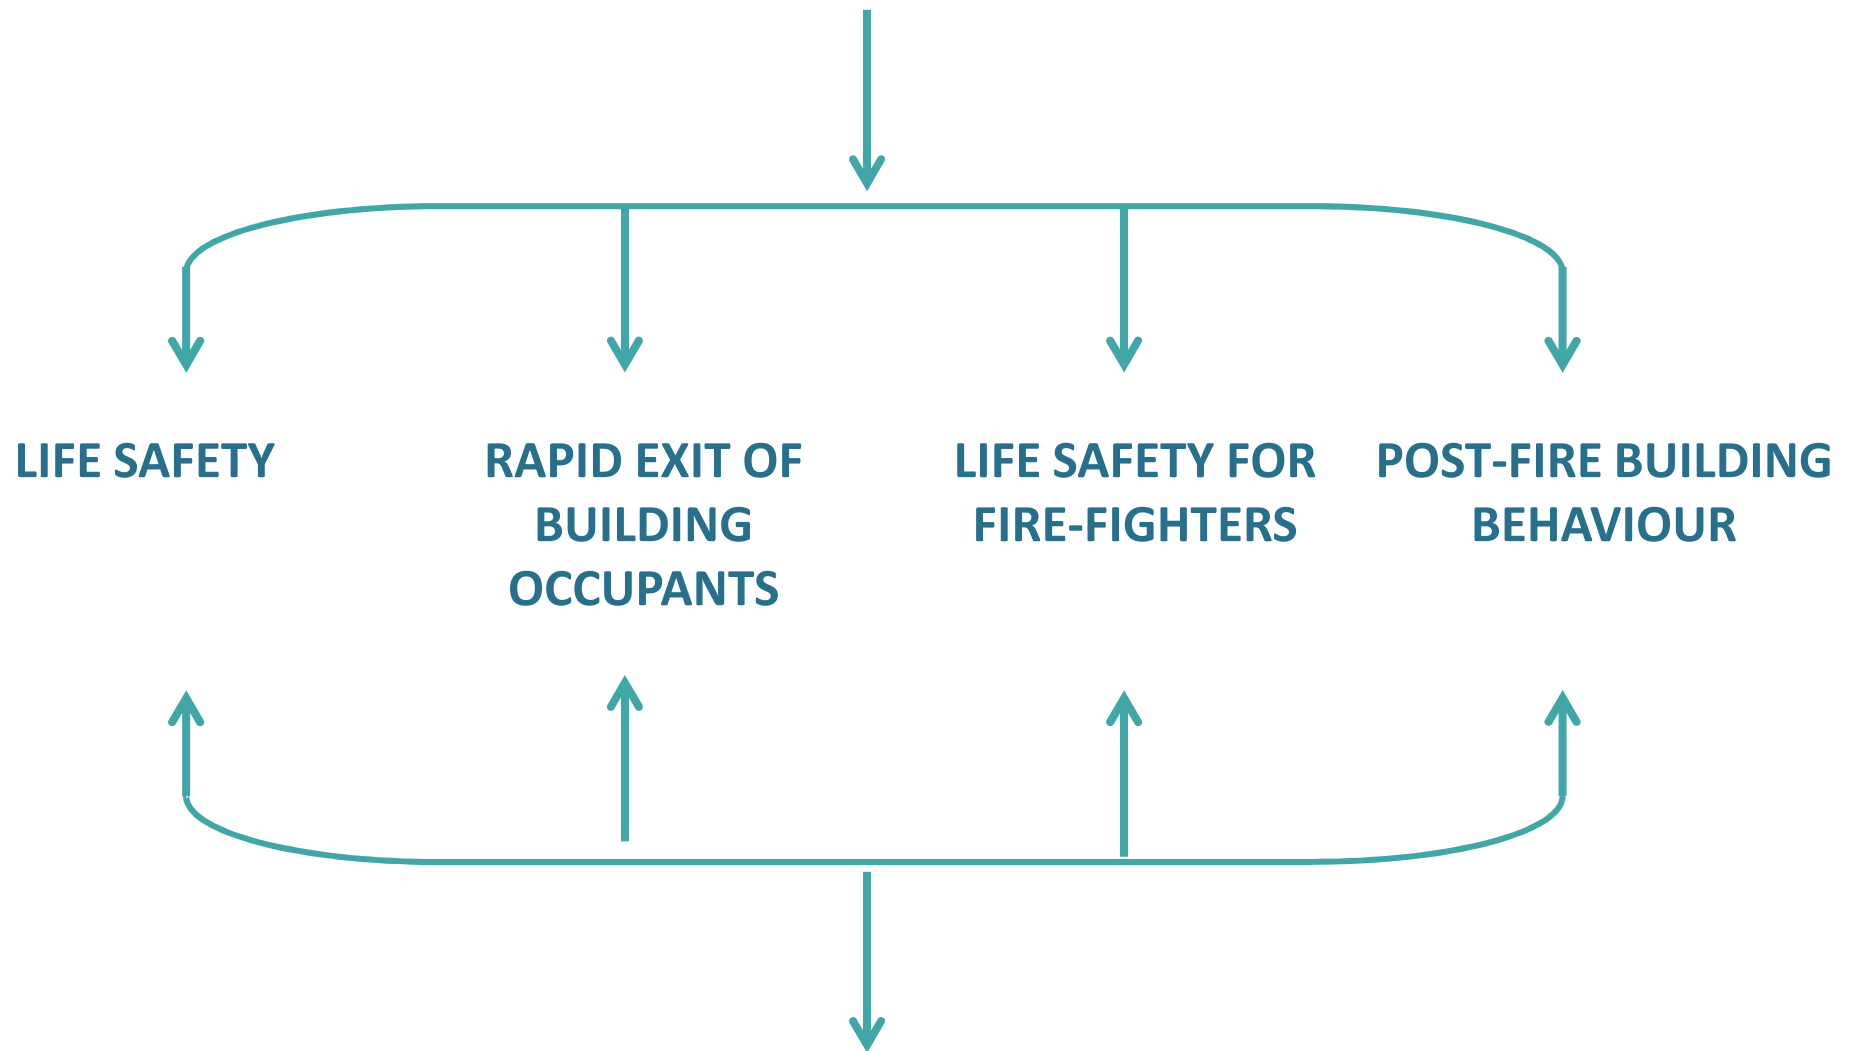 LIFE SAFETY
RAPID EXIT OF
BUILDING
OCCUPANTS
LIFE SAFETY FOR
FIRE-FIGHTERS
POST-FIRE BUILDING
BEHAVIOUR